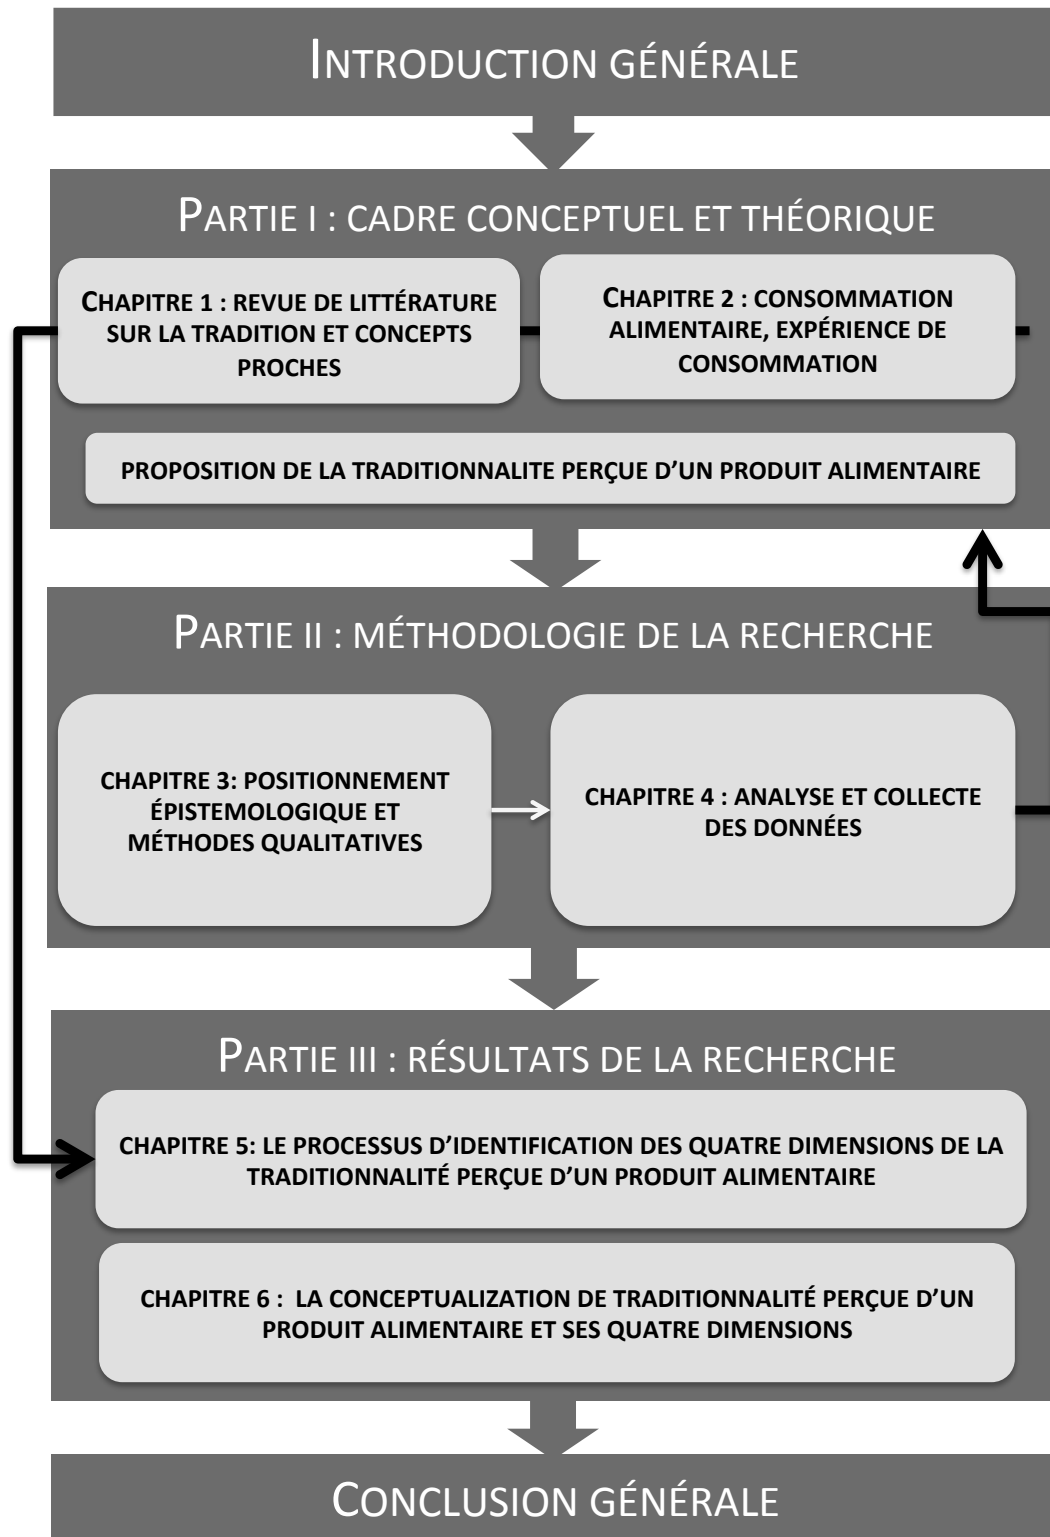 INTRODUCTION GÉNÉRALE
PARTIE I : CADRE CONCEPTUEL ET THÉORIQUE
CHAPITRE 1 : REVUE DE LITTÉRATURE
SUR LA TRADITION ET CONCEPTS
PROCHES
CHAPITRE 2 : CONSOMMATION
ALIMENTAIRE, EXPÉRIENCE DE
CONSOMMATION
PROPOSITION DE LA TRADITIONNALITE PERÇUE D’UN PRODUIT ALIMENTAIRE
PARTIE II : MÉTHODOLOGIE DE LA RECHERCHE
CHAPITRE 3: POSITIONNEMENT
ÉPISTEMOLOGIQUE ET
MÉTHODES QUALITATIVES
CHAPITRE 4 : ANALYSE ET COLLECTE
DES DONNÉES
PARTIE III : RÉSULTATS DE LA RECHERCHE
CHAPITRE 5: LE PROCESSUS D’IDENTIFICATION DES QUATRE DIMENSIONS DE LA
TRADITIONNALITÉ PERÇUE D’UN PRODUIT ALIMENTAIRE
CHAPITRE 6 : LA CONCEPTUALIZATION DE TRADITIONNALITÉ PERÇUE D’UN
PRODUIT ALIMENTAIRE ET SES QUATRE DIMENSIONS
CONCLUSION GÉNÉRALE